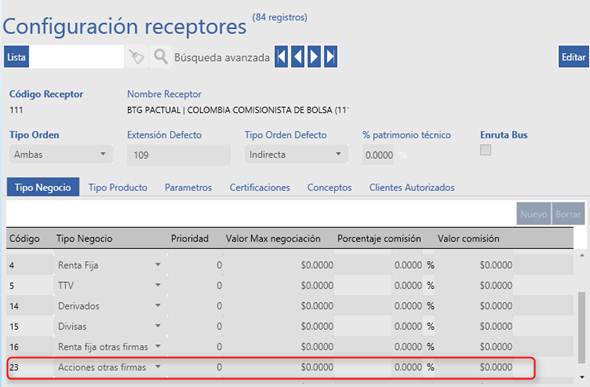 Configuración receptores (84 registros)
Lista Búsqueda avanzada Editar
Código Receptor Nombre Receptor
111 BTG PACTUAL | COLOMBIA COMISIONISTA DE BOLSA (11
Tipo Orden Extensión Defecto Tipo Orden Defecto % patrimonio técnico Enruta Bus
Ambas 109 Indirecta 0.0000 %
Tipo Negocio Tipo Producto Parametros Certificaciones Conceptos Clientes Autorizados
Nuevo Borrar
Código Tipo Negocio Prioridad Valor Max negociación Porcentaje comisión Valor comisión
4 Renta Fija 0 $0.0000 0.0000 % $0.0000
5 TTV 0 $0.0000 0.0000 % $0.0000
14 Derivados 0 $0.0000 0.0000 % $0.0000
15 Divisas 0 $0.0000 0.0000 % $0.0000
16 Renta fija otras firmas 0 $0.0000 0.0000 % $0.0000
23 Acciones otras firmas 0 $0.0000 0.0000 % $0.0000